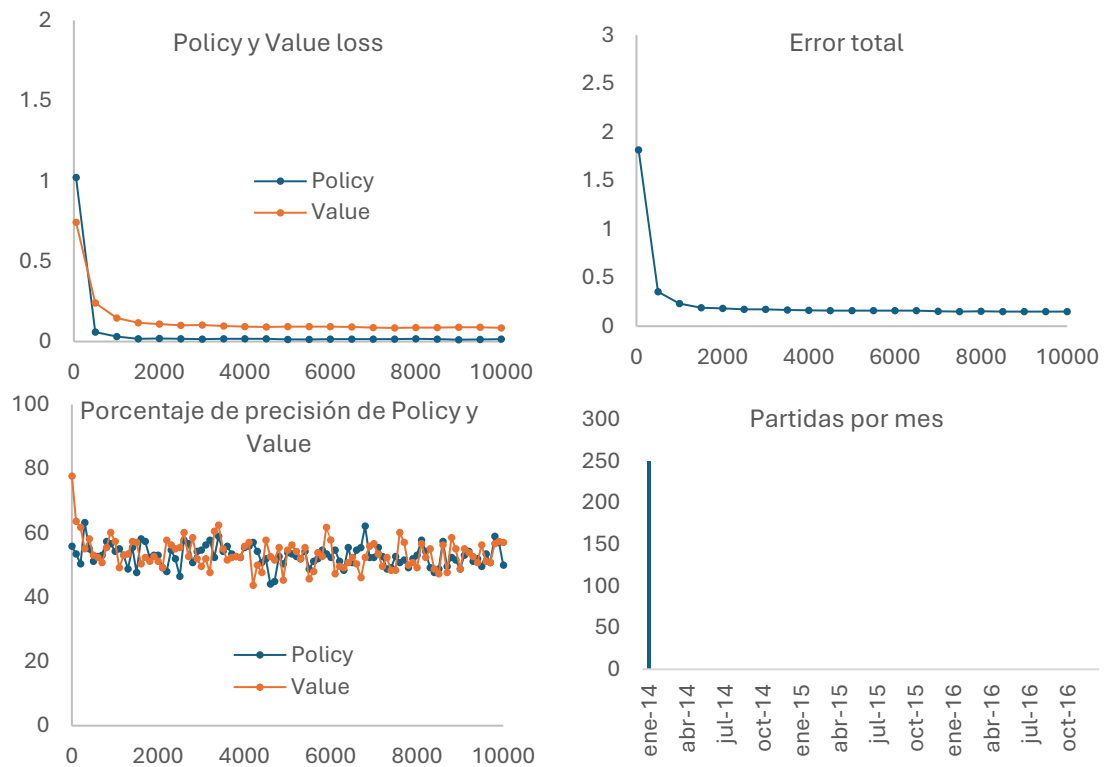 Policy y Value loss
2
1.5
1
0.5
0
Policy
Value
0 2000 4000 6000 8000 10000
Error total
3
2.5
2
1.5
1
0.5
0
0 2000 4000 6000 8000 10000
Porcentaje de precisión de Policy y
Value
100
80
60
40
20
0
Policy
Value
0 2000 4000 6000 8000 10000
Partidas por mes
300
250
200
150
100
50
0
ene-14 abr-14 jul-14 oct-14 ene-15 abr-15 jul-15 oct-15 ene-16 abr-16 jul-16 oct-16